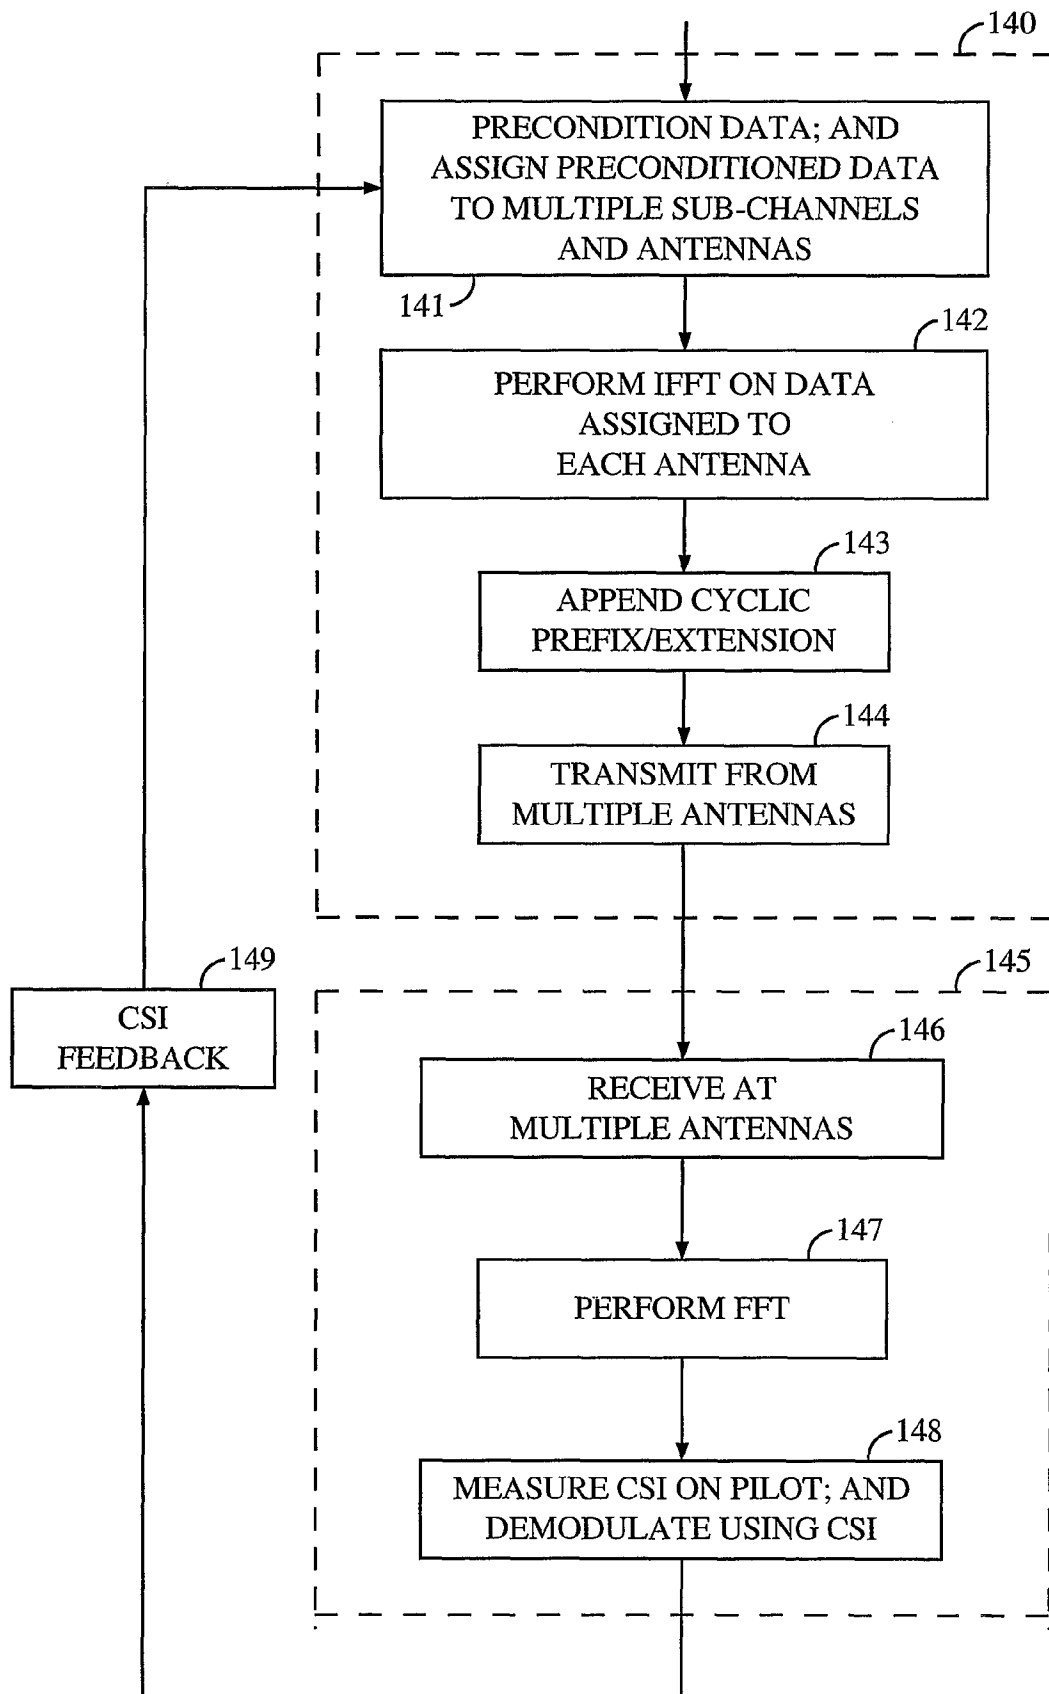 140
PRECONDITION DATA; AND
ASSIGN PRECONDITIONED DATA
TO MULTIPLE SUB-CHANNELS
AND ANTENNAS
141
142
PERFORM IFFT ON DATA
ASSIGNED TO
EACH ANTENNA
143
APPEND CYCLIC
PREFIX/EXTENSION
144
TRANSMIT FROM
MULTIPLE ANTENNAS
149
CSI
FEEDBACK
145
146
RECEIVE AT
MULTIPLE ANTENNAS
147
PERFORM FFT
148
MEASURE CSI ON PILOT; AND
DEMODULATE USING CSI